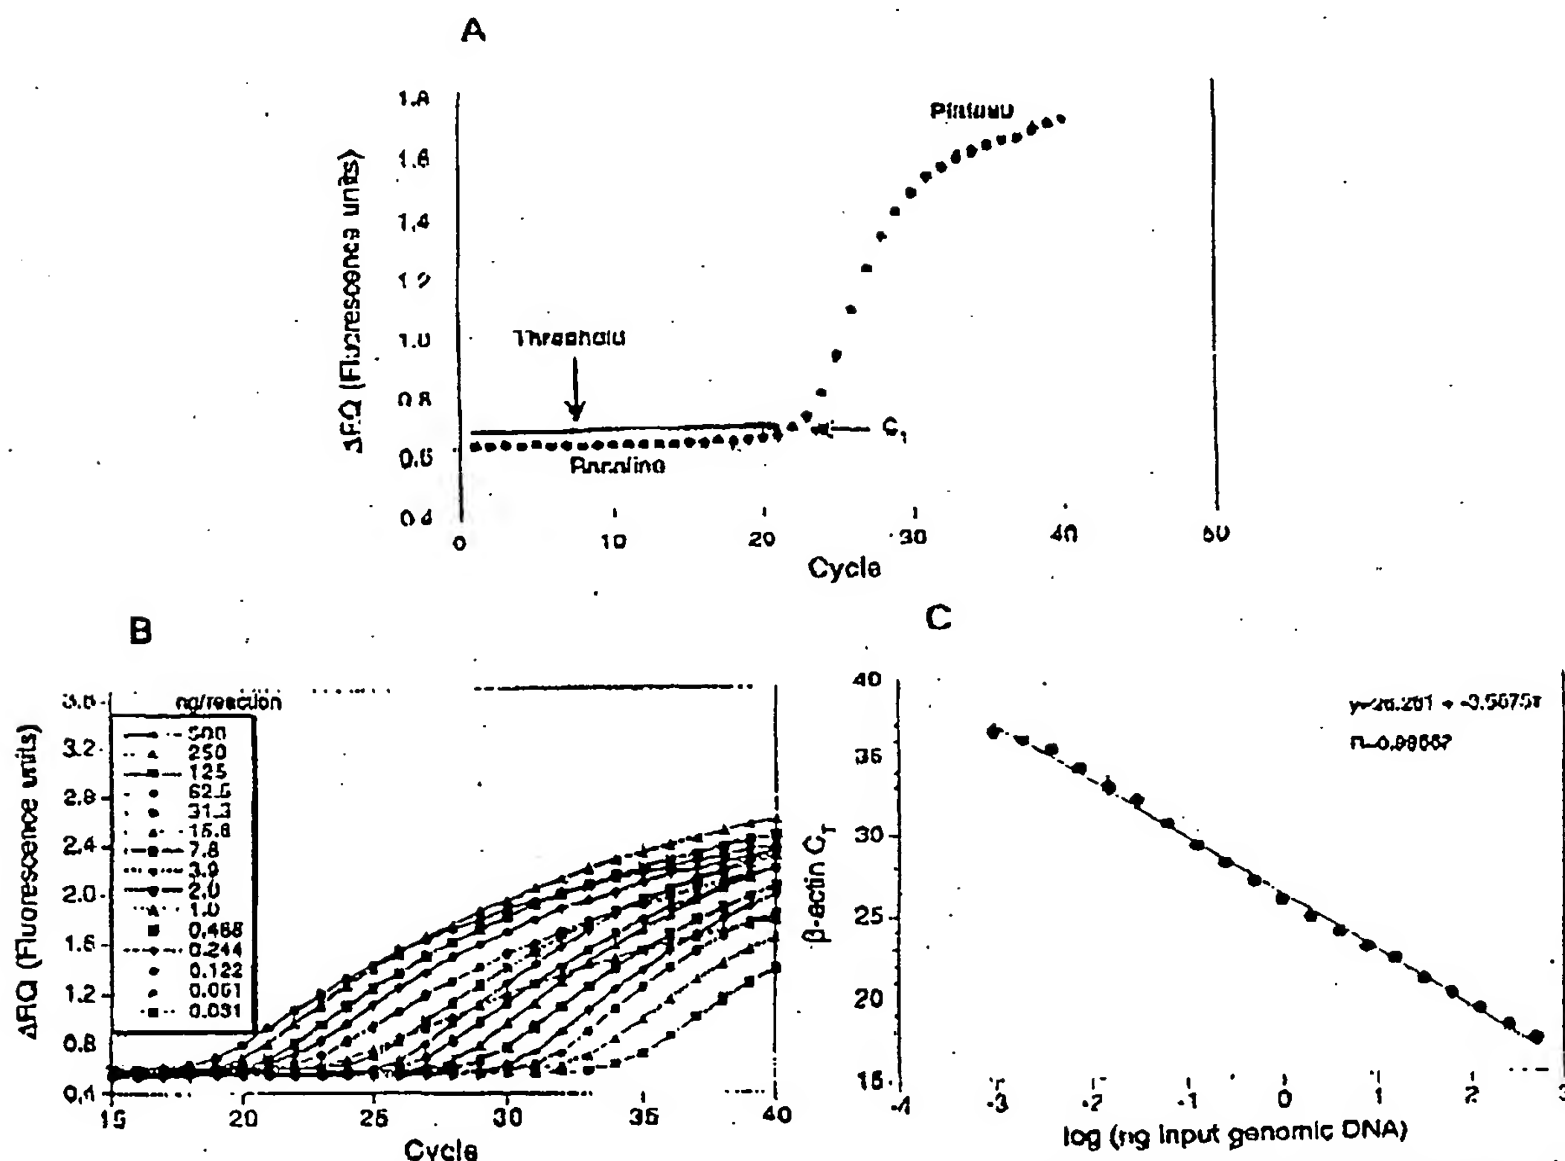 A
ΔRQ (Fluorescence units)
1.8
1.6
1.4
1.2
1.0
0.8
0.6
0.4
Plateau
Threshold
C_T
Baseline
0 10 20 30 40 50
Cycle
B
ΔRQ (Fluorescence units)
3.6
3.2
2.8
2.4
2.0
1.6
1.2
0.8
0.4
ng/reaction
500
250
125
62.5
31.3
15.6
7.8
3.9
2.0
1.0
0.488
0.244
0.122
0.061
0.031
15 20 25 30 35 40
Cycle
C
β-actin C_T
40
35
30
25
20
15
-4 -3 -2 -1 0 1 2 3
log (ng input genomic DNA)